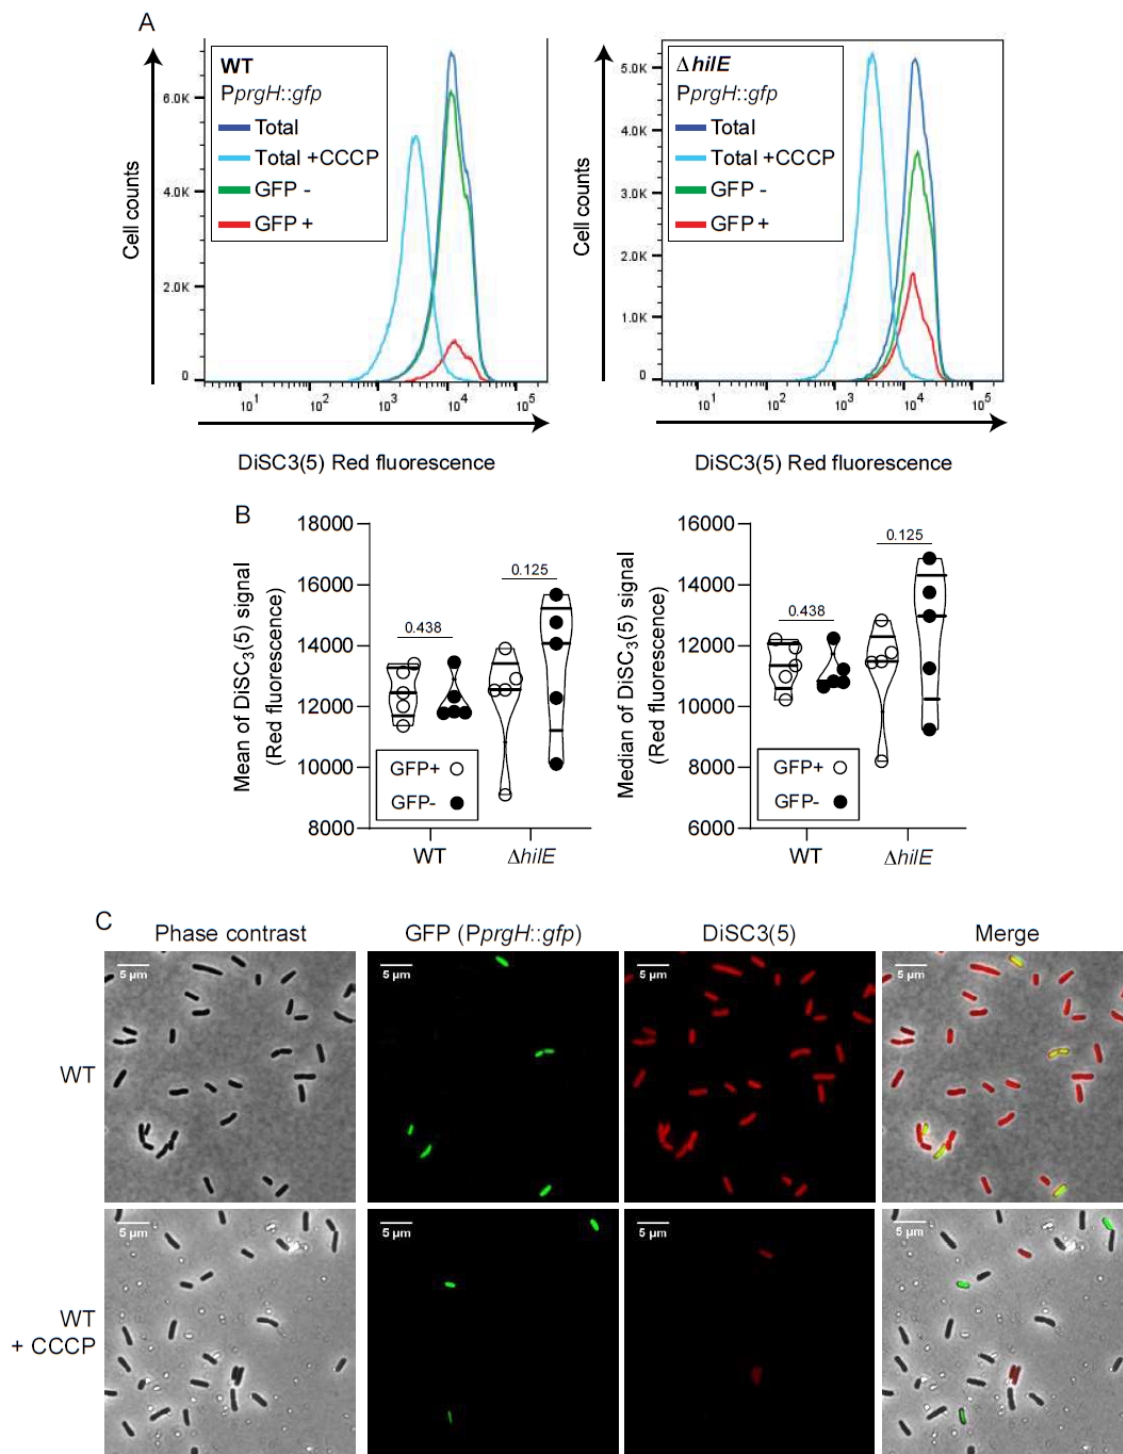 A
WT
PprgH::gfp
Total
Total +CCCP
GFP -
GFP +
Cell counts
6.0K
4.0K
2.0K
0
10^1 10^2 10^3 10^4 10^5
DiSC3(5) Red fluorescence
ΔhilE
PprgH::gfp
Total
Total +CCCP
GFP -
GFP +
Cell counts
5.0K
4.0K
3.0K
2.0K
1.0K
0
10^1 10^2 10^3 10^4 10^5
DiSC3(5) Red fluorescence
B
Mean of DiSC₃(5) signal
(Red fluorescence)
18000
16000
14000
12000
10000
8000
0.438
0.125
GFP+
GFP-
WT ΔhilE
Median of DiSC₃(5) signal
(Red fluorescence)
16000
14000
12000
10000
8000
6000
0.438
0.125
GFP+
GFP-
WT ΔhilE
C
Phase contrast GFP (PprgH::gfp) DiSC3(5) Merge
WT
5 µm 5 µm 5 µm 5 µm
WT
+ CCCP
5 µm 5 µm 5 µm 5 µm